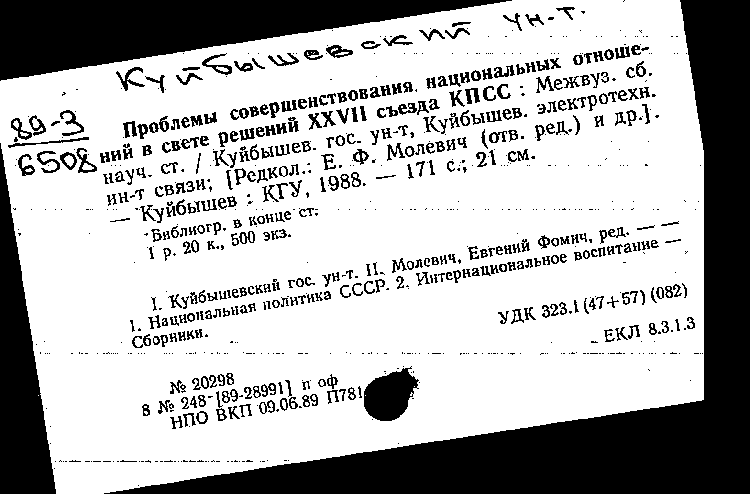 Куйбышевский ун-т.
89-3
6508
Проблемы совершенствования национальных отноше-
ний в свете решений XXVII съезда КПСС : Межвуз. сб.
науч. ст. / Куйбышев. гос. ун-т, Куйбышев. электротехн.
ин-т связи; [Редкол.: Е. Ф. Молевич (отв. ред.) и др.].
— Куйбышев : КГУ, 1988. — 171 с.; 21 см.
Библиогр. в конце ст.
1 р. 20 к., 500 экз.
I. Куйбышевский гос. ун-т. II. Молевич, Евгений Фомич, ред. — —
1. Национальная политика СССР. 2. Интернациональное воспитание —
Сборники.
УДК 323.1 (47+57) (082)
ЕКЛ 8.3.1.3
№ 20298
8 № 248 [89-28991] п оф
НПО ВКП 09.06.89 П781